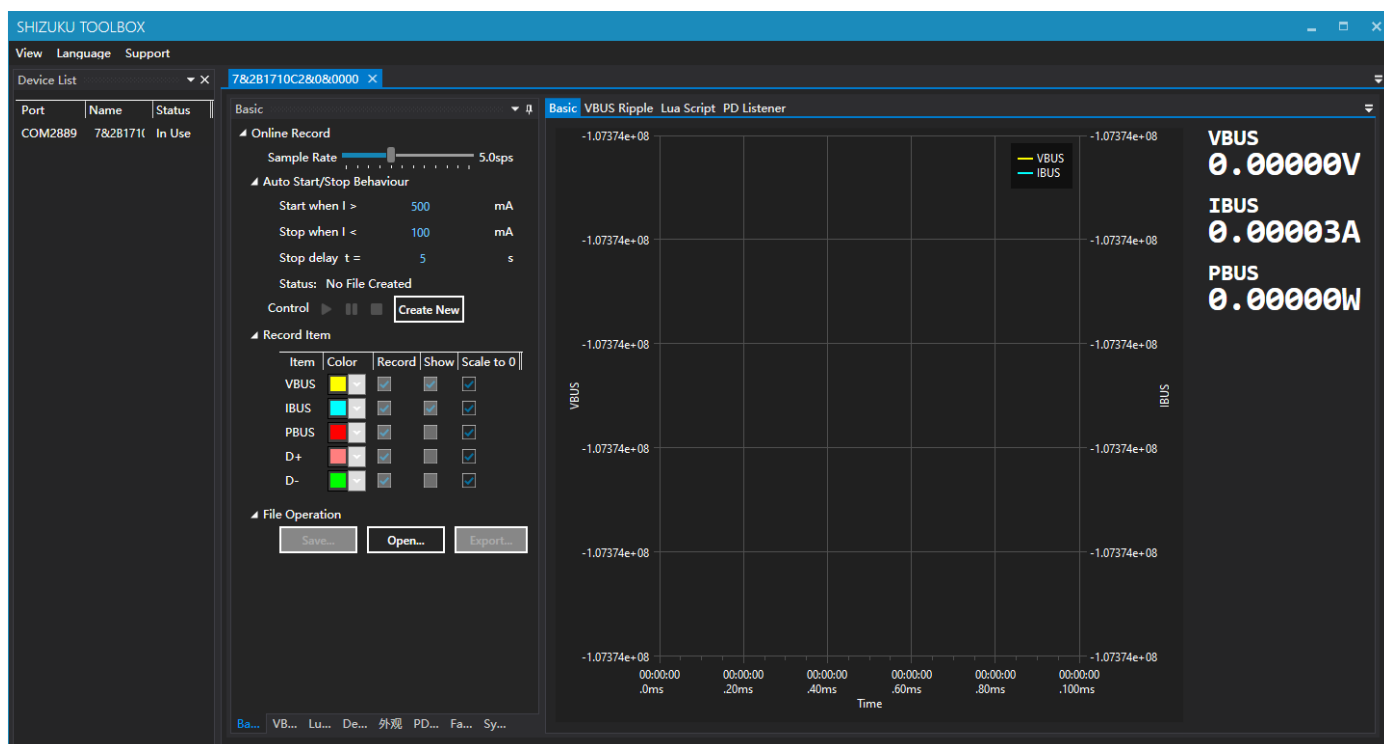 SHIZUKU TOOLBOX
View Language Support
Device List
Port Name Status
COM2889 7&2B171( In Use
7&2B1710C2&0&0000
Basic
Online Record
Sample Rate 5.0sps
Auto Start/Stop Behaviour
Start when I > 500 mA
Stop when I < 100 mA
Stop delay t = 5 s
Status: No File Created
Control Create New
Record Item
Item Color Record Show Scale to 0
VBUS
IBUS
PBUS
D+
D-
File Operation
Save... Open... Export...
Ba... VB... Lu... De... 外观 PD... Fa... Sy...
Basic VBUS Ripple Lua Script PD Listener
-1.07374e+08 -1.07374e+08
VBUS
IBUS
-1.07374e+08 -1.07374e+08
-1.07374e+08 -1.07374e+08
VBUS
IBUS
-1.07374e+08 -1.07374e+08
-1.07374e+08 -1.07374e+08
-1.07374e+08 -1.07374e+08
00:00:00 00:00:00 00:00:00 00:00:00 00:00:00 00:00:00
.0ms .20ms .40ms .60ms .80ms .100ms
Time
VBUS
0.00000V
IBUS
0.00003A
PBUS
0.00000W